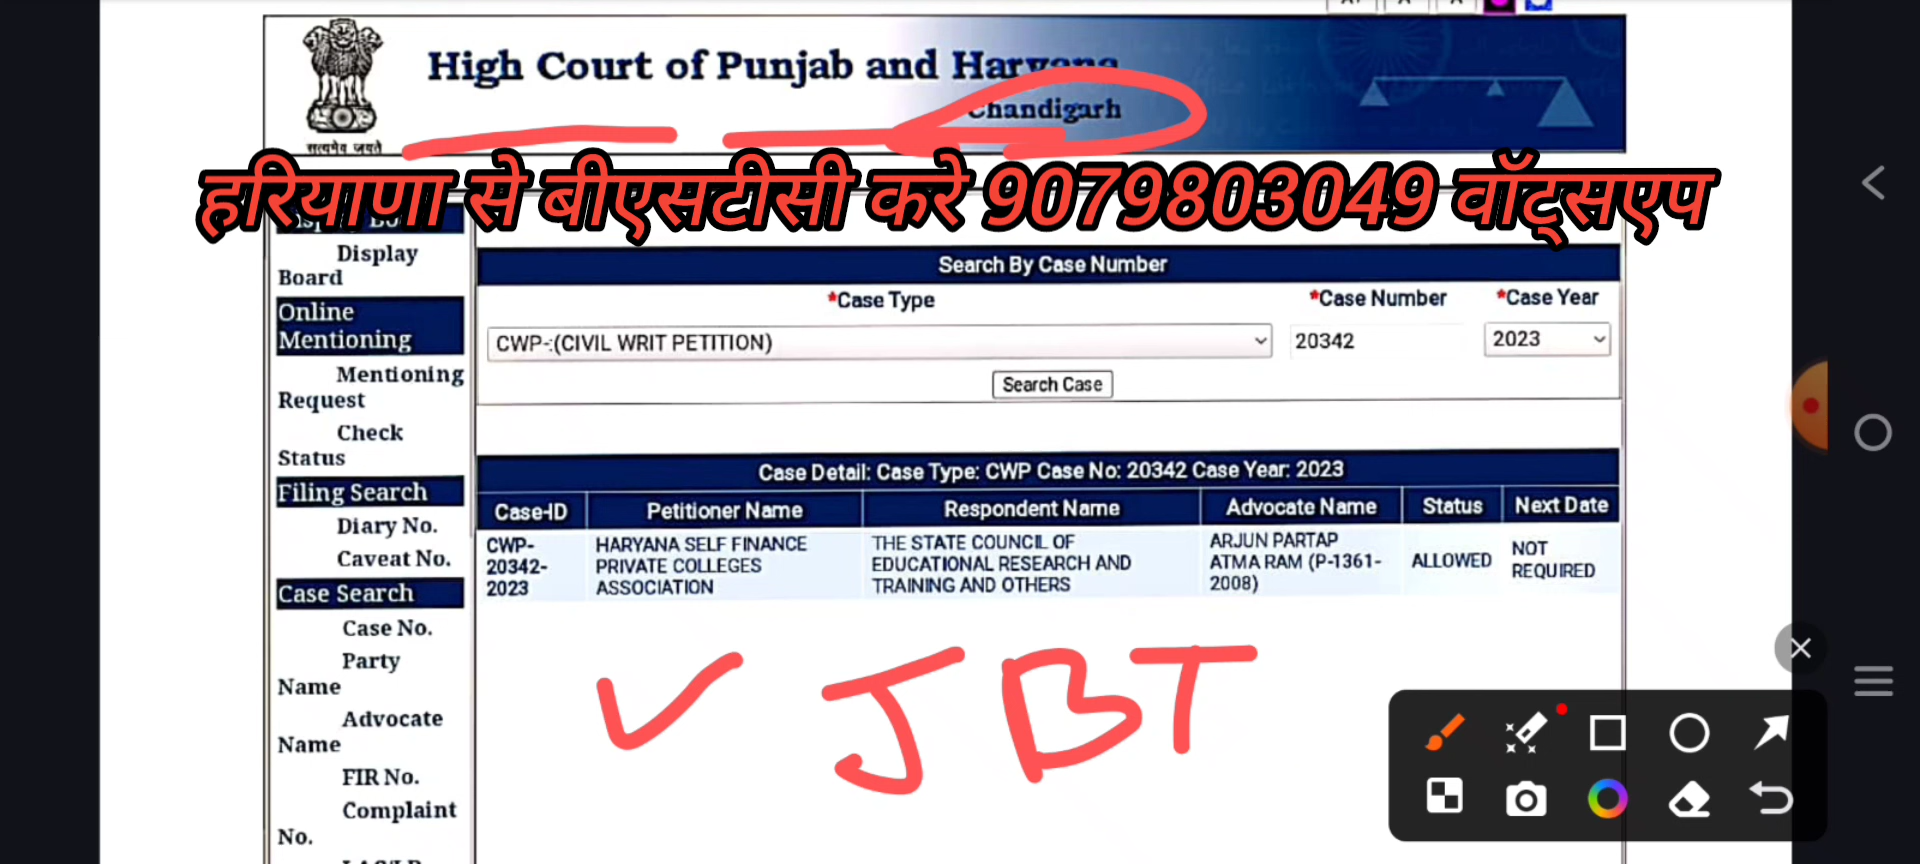 High Court of Punjab and Haryana
Chandigarh
सत्यमेव जयते
हरियाणा से बीएसटीसी करे 9079803049 वॉट्सएप
Display
Board
Online
Mentioning
Mentioning
Request
Check
Status
Filing Search
Diary No.
Caveat No.
Case Search
Case No.
Party
Name
Advocate
Name
FIR No.
Complaint
No.
Search By Case Number
*Case Type
*Case Number
*Case Year
CWP-:(CIVIL WRIT PETITION)
20342
2023
Search Case
Case Detail: Case Type: CWP Case No: 20342 Case Year: 2023
Case-ID
Petitioner Name
Respondent Name
Advocate Name
Status
Next Date
CWP-
20342-
2023
HARYANA SELF FINANCE
PRIVATE COLLEGES
ASSOCIATION
THE STATE COUNCIL OF
EDUCATIONAL RESEARCH AND
TRAINING AND OTHERS
ARJUN PARTAP
ATMA RAM (P-1361-
2008)
ALLOWED
NOT
REQUIRED
JBT